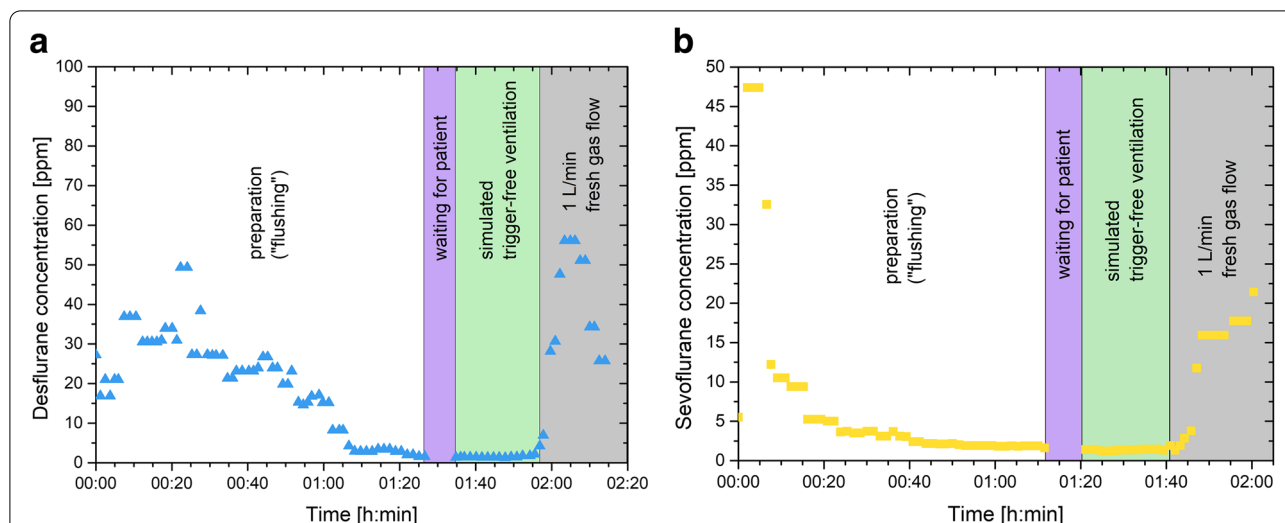 a
Desflurane concentration [ppm]
100
90
80
70
60
50
40
30
20
10
0
preparation
("flushing")
waiting for patient
simulated
trigger-free ventilation
1 L/min
fresh gas flow
00:00
00:20
00:40
01:00
01:20
01:40
02:00
02:20
Time [h:min]
b
Sevoflurane concentration [ppm]
50
45
40
35
30
25
20
15
10
5
0
preparation
("flushing")
waiting for patient
simulated
trigger-free ventilation
1 L/min
fresh gas flow
00:00
00:20
00:40
01:00
01:20
01:40
02:00
Time [h:min]